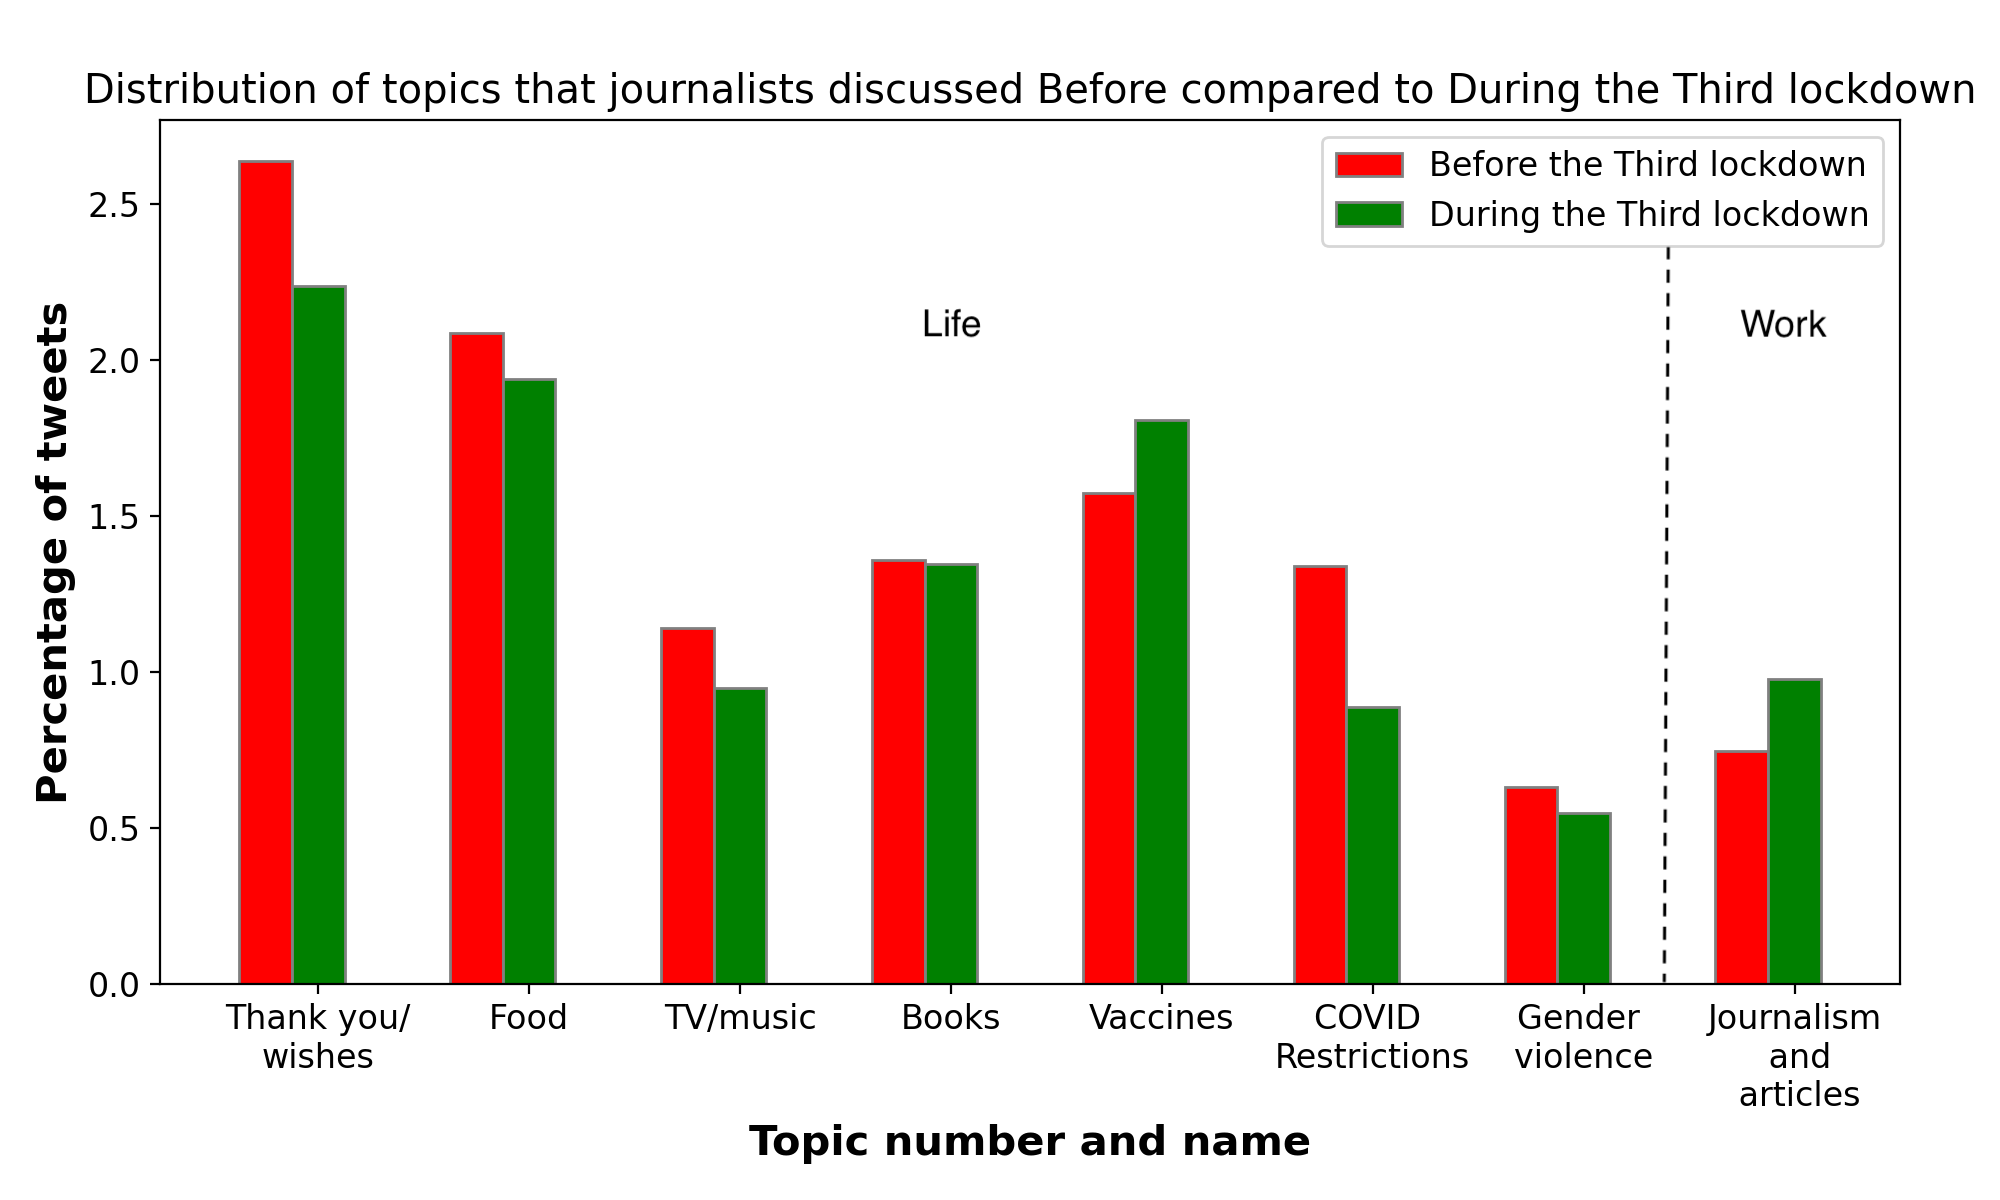 Distribution of topics that journalists discussed Before compared to During the Third lockdown
Before the Third lockdown
During the Third lockdown
Life
Work
Percentage of tweets
2.5
2.0
1.5
1.0
0.5
0.0
Thank you/
wishes
Food
TV/music
Books
Vaccines
COVID
Restrictions
Gender
violence
Journalism
and
articles
Topic number and name